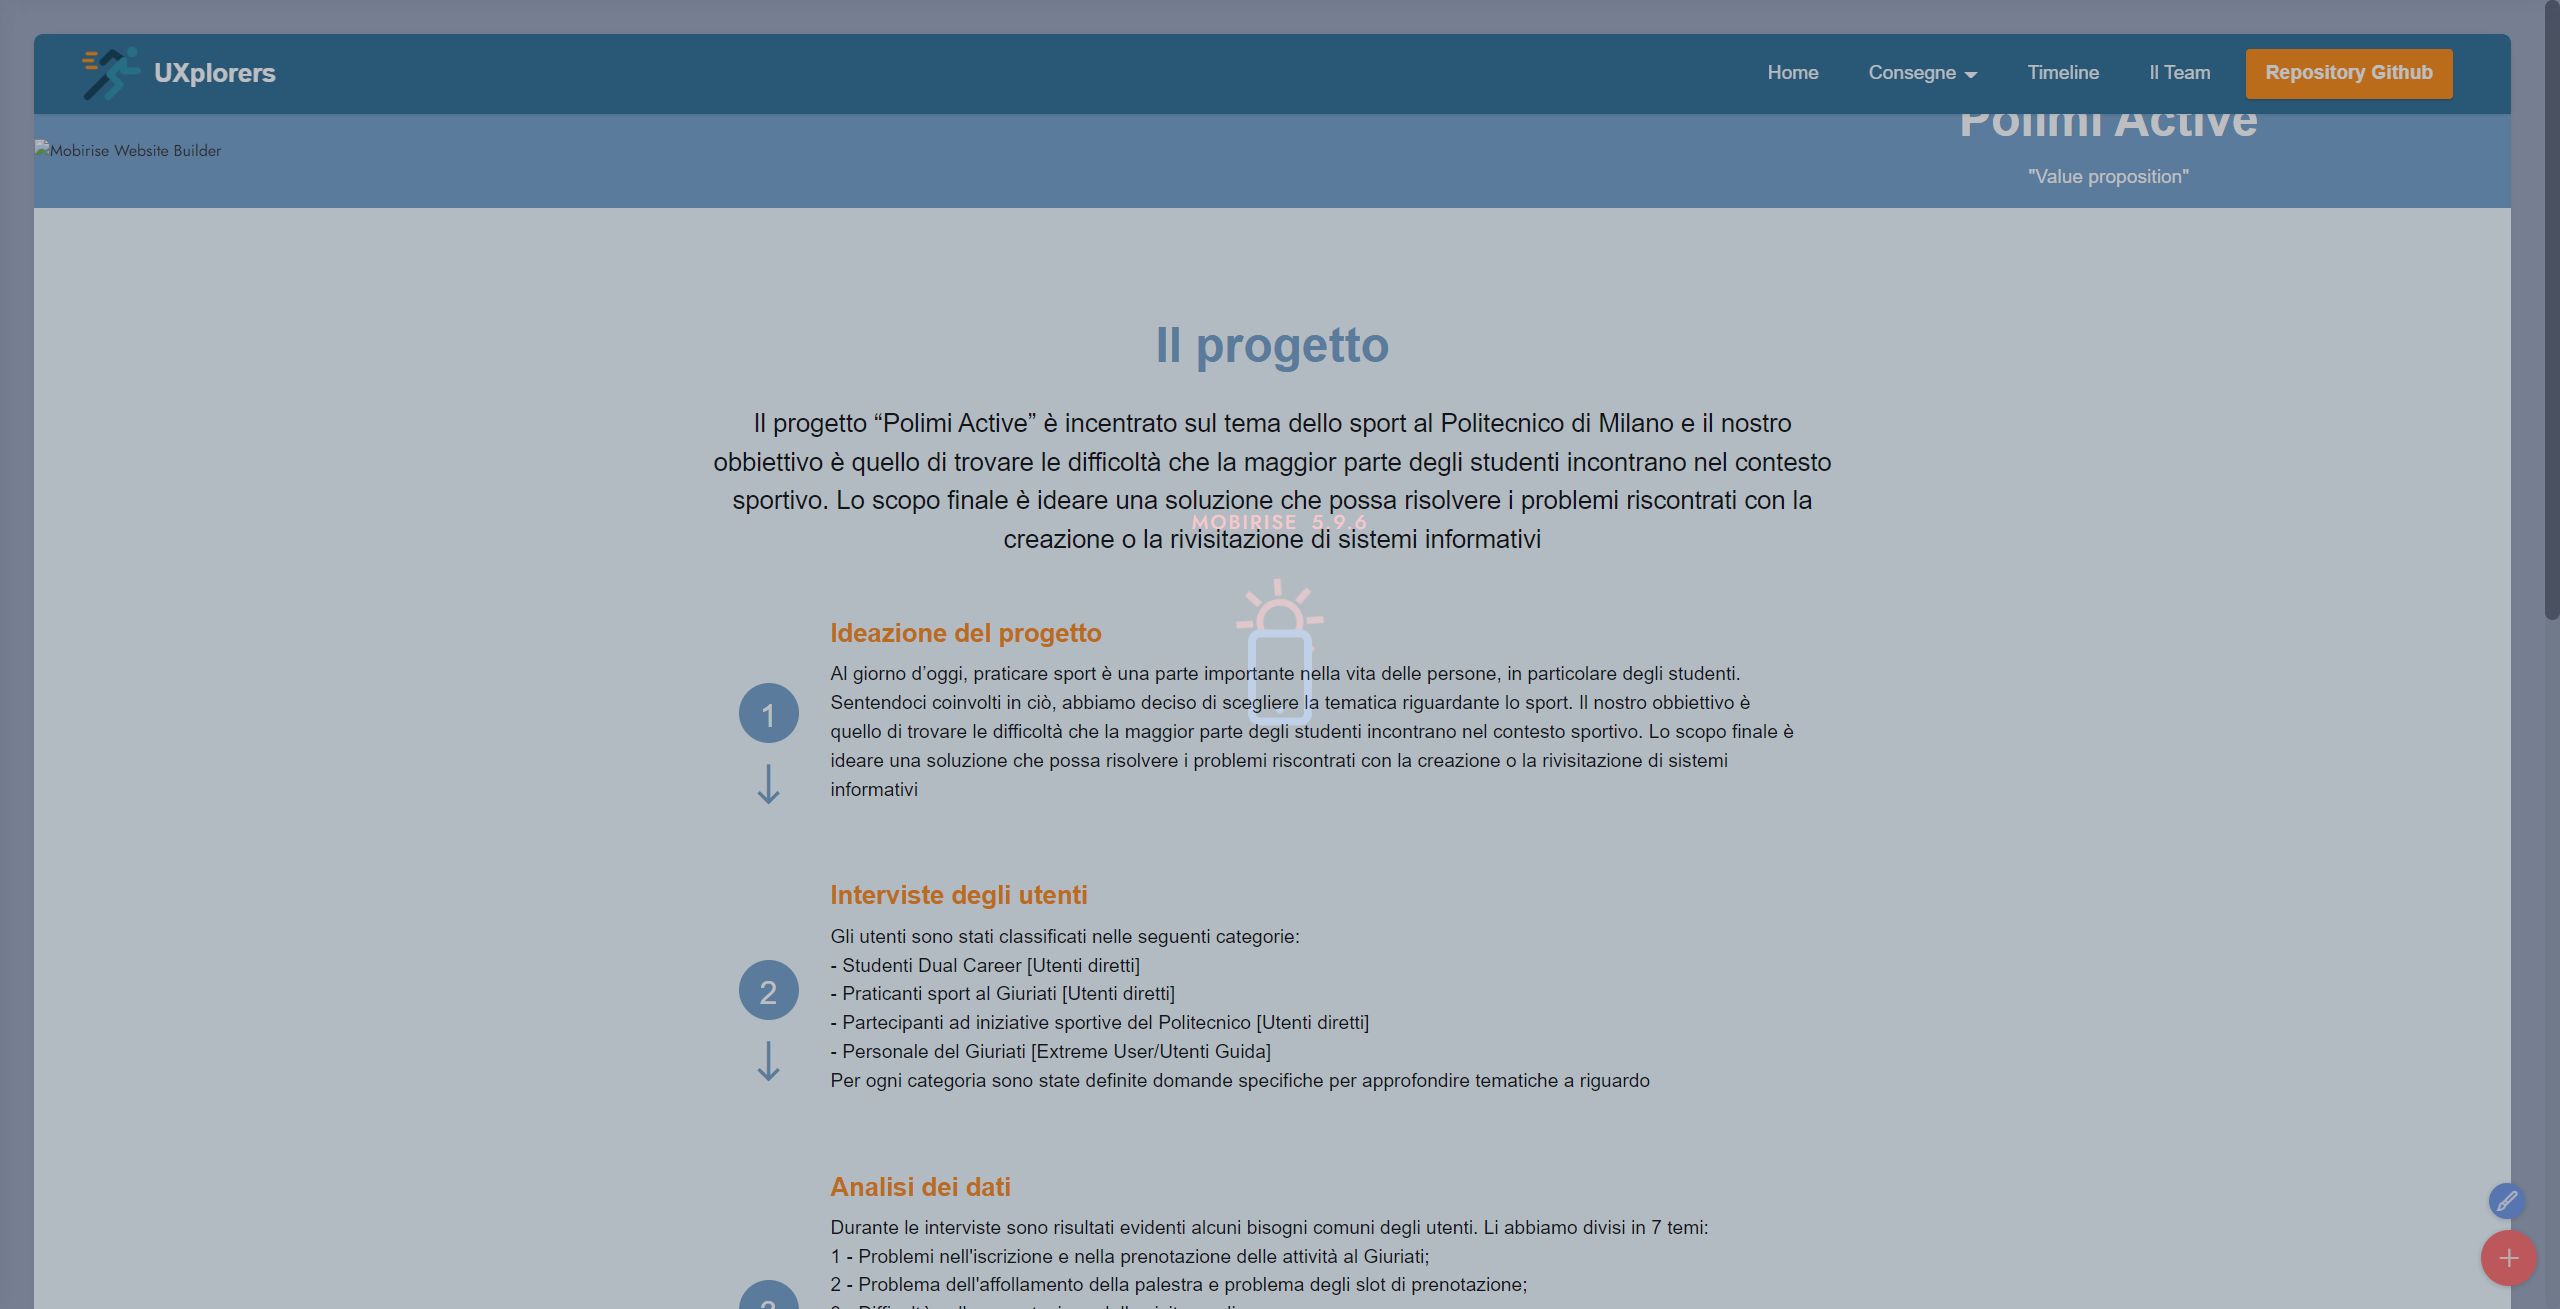 UXplorers
Home
Consegne
Timeline
Il Team
Repository Github
Polimi Active
Mobirise Website Builder
"Value proposition"
Il progetto
Il progetto “Polimi Active” è incentrato sul tema dello sport al Politecnico di Milano e il nostro
obbiettivo è quello di trovare le difficoltà che la maggior parte degli studenti incontrano nel contesto
sportivo. Lo scopo finale è ideare una soluzione che possa risolvere i problemi riscontrati con la
MOBIRISE 5.9.6
creazione o la rivisitazione di sistemi informativi
Ideazione del progetto
Al giorno d’oggi, praticare sport è una parte importante nella vita delle persone, in particolare degli studenti.
Sentendoci coinvolti in ciò, abbiamo deciso di scegliere la tematica riguardante lo sport. Il nostro obbiettivo è
1
quello di trovare le difficoltà che la maggior parte degli studenti incontrano nel contesto sportivo. Lo scopo finale è
ideare una soluzione che possa risolvere i problemi riscontrati con la creazione o la rivisitazione di sistemi
informativi
Interviste degli utenti
Gli utenti sono stati classificati nelle seguenti categorie:
- Studenti Dual Career [Utenti diretti]
2
- Praticanti sport al Giuriati [Utenti diretti]
- Partecipanti ad iniziative sportive del Politecnico [Utenti diretti]
- Personale del Giuriati [Extreme User/Utenti Guida]
Per ogni categoria sono state definite domande specifiche per approfondire tematiche a riguardo
Analisi dei dati
Durante le interviste sono risultati evidenti alcuni bisogni comuni degli utenti. Li abbiamo divisi in 7 temi:
1 - Problemi nell'iscrizione e nella prenotazione delle attività al Giuriati;
2 - Problema dell'affollamento della palestra e problema degli slot di prenotazione;